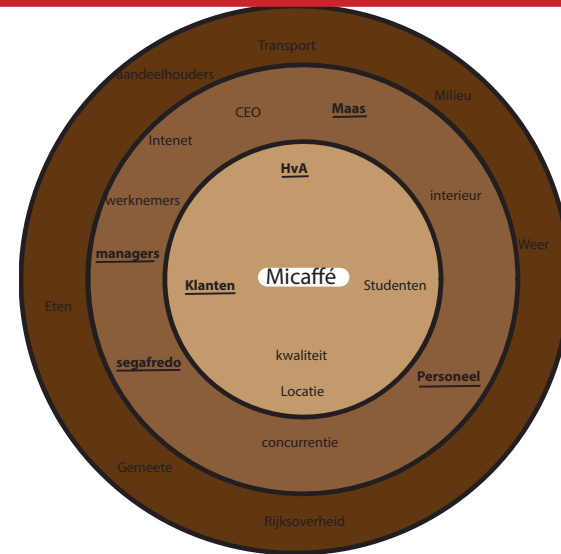 Transport
aandeelhouders
Milieu
Maas
CEO
Intenet
HvA
interieur
werknemers
Weer
managers
Micaffé
Klanten
Studenten
Eten
kwaliteit
segafredo
Personeel
Locatie
concurrentie
Gemeete
Rijksoverheid